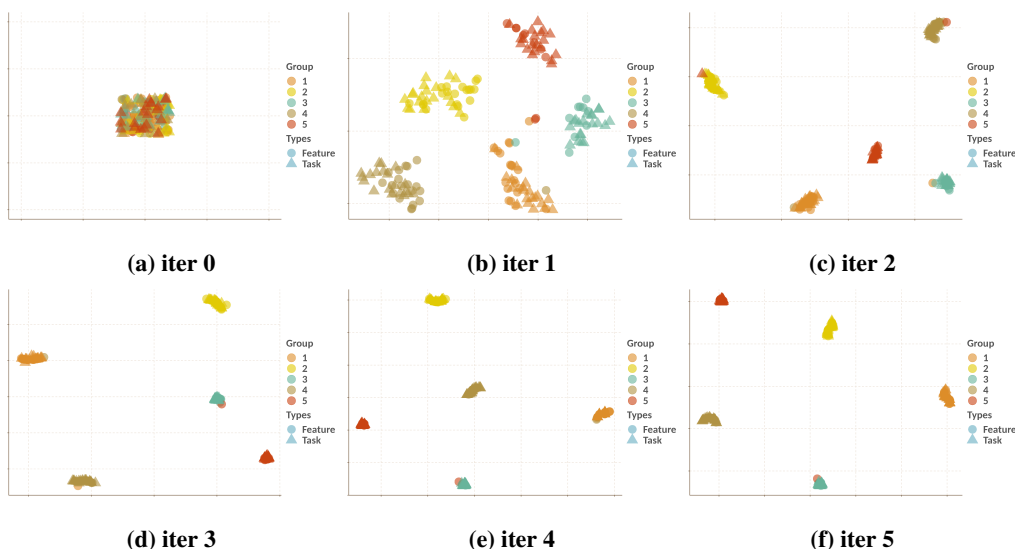 Group
1
2
3
4
5
Types
Feature
Task
(a) iter 0
Group
1
2
3
4
5
Types
Feature
Task
(b) iter 1
Group
1
2
3
4
5
Types
Feature
Task
(c) iter 2
Group
1
2
3
4
5
Types
Feature
Task
(d) iter 3
Group
1
2
3
4
5
Types
Feature
Task
(e) iter 4
Group
1
2
3
4
5
Types
Feature
Task
(f) iter 5